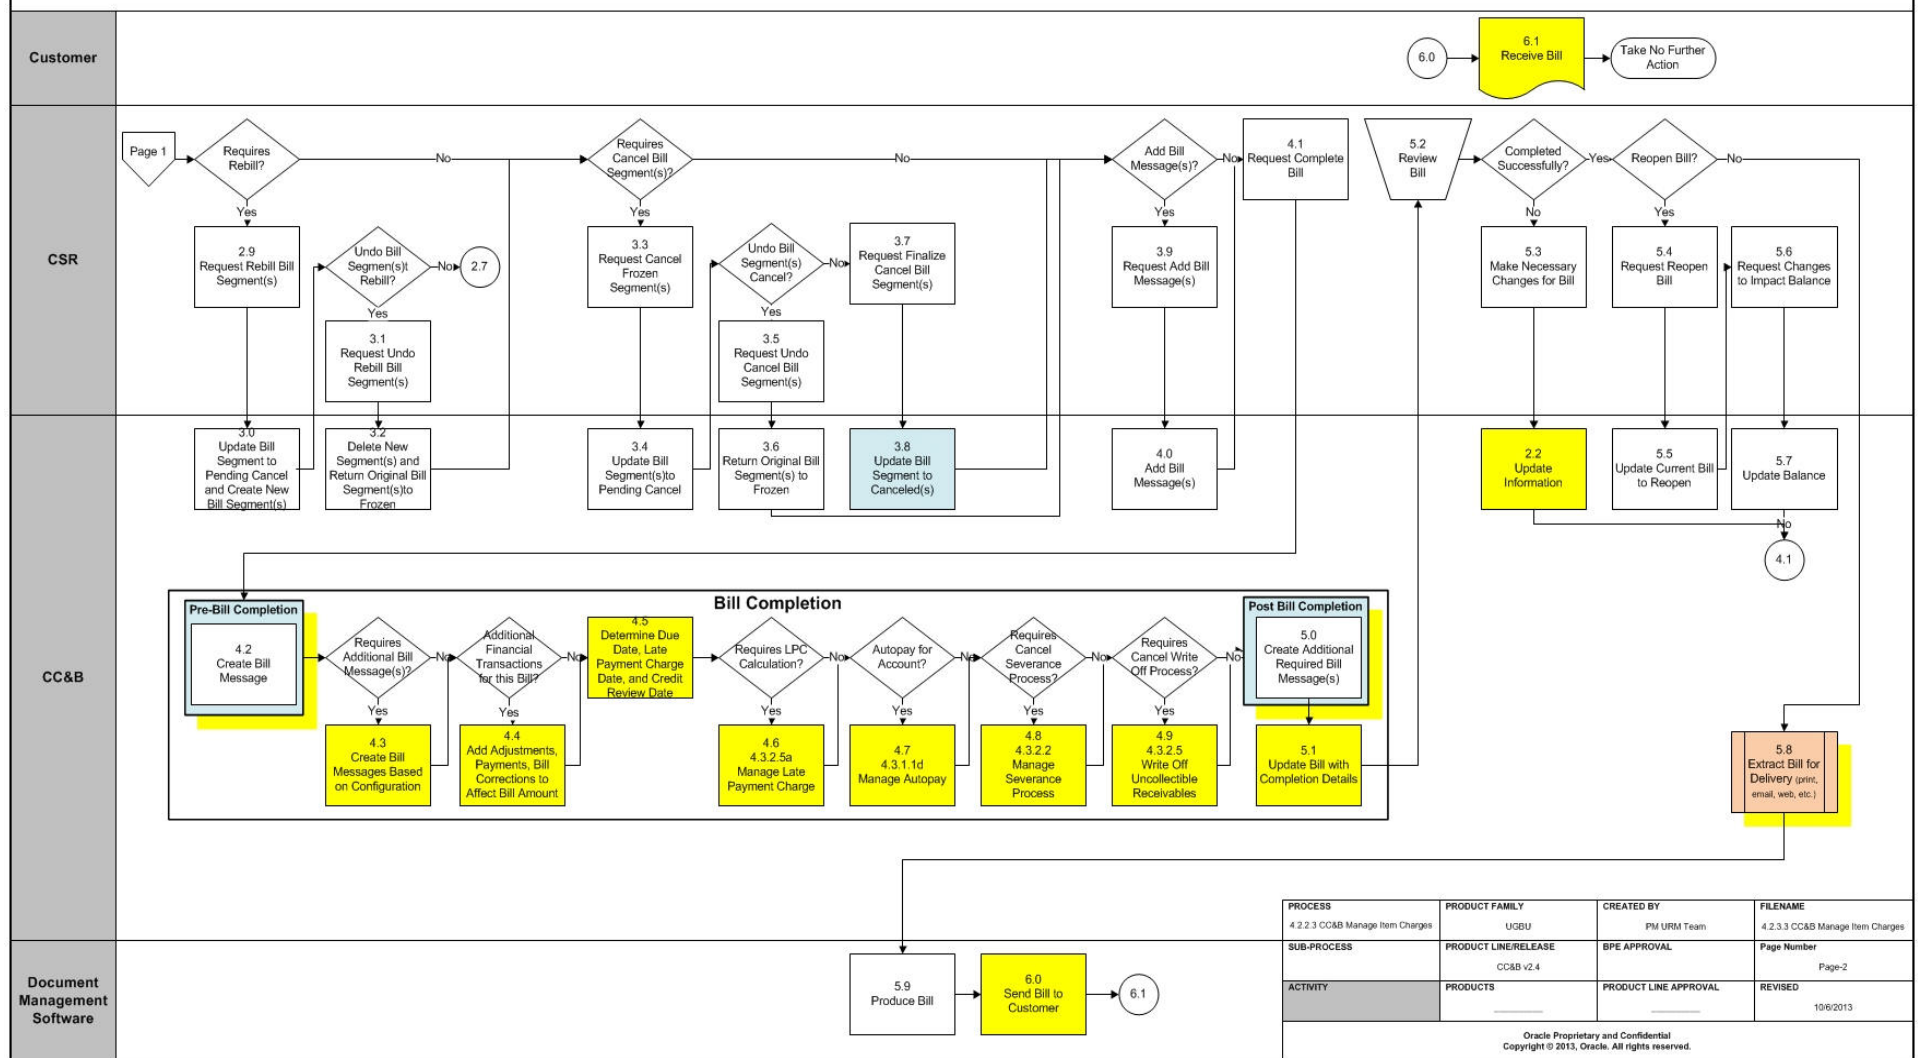 Customer
6.0
6.1
Receive Bill
Take No Further
Action
CSR
Page 1
Requires
Rebill?
No
Requires
Cancel Bill
Segment(s)?
No
Add Bill
Message(s)?
No
4.1
Request Complete
Bill
5.2
Review
Bill
Completed
Successfully?
Yes
Reopen Bill?
No
Yes
Yes
Yes
No
Yes
2.9
Request Rebill Bill
Segment(s)
Undo Bill
Segmen(s)t
Rebill?
No
2.7
Yes
3.1
Request Undo
Rebill Bill
Segment(s)
3.3
Request Cancel
Frozen
Segment(s)
Undo Bill
Segment(s)
Cancel?
No
Yes
3.5
Request Undo
Cancel Bill
Segment(s)
3.7
Request Finalize
Cancel Bill
Segment(s)
3.9
Request Add Bill
Message(s)
5.3
Make Necessary
Changes for Bill
5.4
Request Reopen
Bill
5.6
Request Changes
to Impact Balance
CC&B
3.0
Update Bill
Segment to
Pending Cancel
and Create New
Bill Segment(s)
3.2
Delete New
Segment(s) and
Return Original Bill
Segment(s)to
Frozen
3.4
Update Bill
Segment(s)to
Pending Cancel
3.6
Return Original Bill
Segment(s) to
Frozen
3.8
Update Bill
Segment to
Canceled(s)
4.0
Add Bill
Message(s)
2.2
Update
Information
5.5
Update Current Bill
to Reopen
5.7
Update Balance
No
4.1
Bill Completion
Pre-Bill Completion
4.2
Create Bill
Message
Requires
Additional Bill
Message(s)?
No
Yes
4.3
Create Bill
Messages Based
on Configuration
Additional
Financial
Transactions
for this Bill?
No
Yes
4.4
Add Adjustments,
Payments, Bill
Corrections to
Affect Bill Amount
4.5
Determine Due
Date, Late
Payment Charge
Date, and Credit
Review Date
Requires LPC
Calculation?
No
Yes
4.6
4.3.2.5a
Manage Late
Payment Charge
Autopay for
Account?
No
Yes
4.7
4.3.1.1d
Manage Autopay
Requires
Cancel
Severance
Process?
No
Yes
4.8
4.3.2.2
Manage
Severance
Process
Requires
Cancel Write
Off Process?
No
Yes
4.9
4.3.2.5
Write Off
Uncollectible
Receivables
Post Bill Completion
5.0
Create Additional
Required Bill
Message(s)
5.1
Update Bill with
Completion Details
5.8
Extract Bill for
Delivery (print,
email, web, etc.)
Document
Management
Software
5.9
Produce Bill
6.0
Send Bill to
Customer
6.1
PROCESS
4.2.2.3 CC&B Manage Item Charges
PRODUCT FAMILY
UGBU
CREATED BY
PM URM Team
FILENAME
4.2.3.3 CC&B Manage Item Charges
SUB-PROCESS
PRODUCT LINE/RELEASE
CC&B v2.4
BPE APPROVAL
Page Number
Page-2
ACTIVITY
PRODUCTS
PRODUCT LINE APPROVAL
REVISED
10/6/2013
Oracle Proprietary and Confidential
Copyright © 2013, Oracle. All rights reserved.